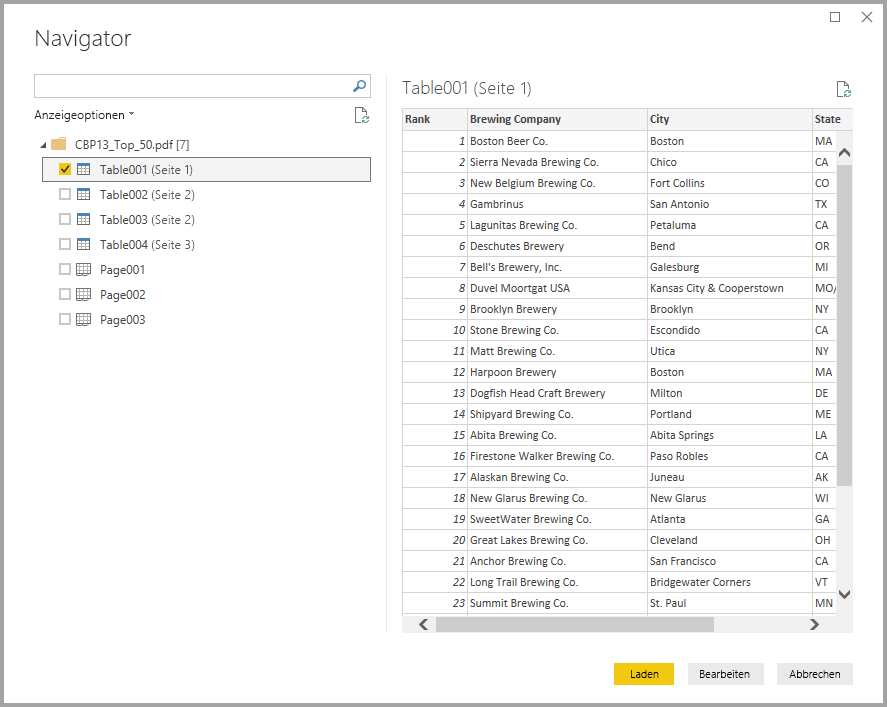 Navigator
Anzeigeoptionen
CBP13_Top_50.pdf [7]
Table001 (Seite 1)
Table002 (Seite 2)
Table003 (Seite 2)
Table004 (Seite 3)
Page001
Page002
Page003
Table001 (Seite 1)
Rank Brewing Company City State
1 Boston Beer Co. Boston MA
2 Sierra Nevada Brewing Co. Chico CA
3 New Belgium Brewing Co. Fort Collins CO
4 Gambrinus San Antonio TX
5 Lagunitas Brewing Co. Petaluma CA
6 Deschutes Brewery Bend OR
7 Bell's Brewery, Inc. Galesburg MI
8 Duvel Moortgat USA Kansas City & Cooperstown MO/
9 Brooklyn Brewery Brooklyn NY
10 Stone Brewing Co. Escondido CA
11 Matt Brewing Co. Utica NY
12 Harpoon Brewery Boston MA
13 Dogfish Head Craft Brewery Milton DE
14 Shipyard Brewing Co. Portland ME
15 Abita Brewing Co. Abita Springs LA
16 Firestone Walker Brewing Co. Paso Robles CA
17 Alaskan Brewing Co. Juneau AK
18 New Glarus Brewing Co. New Glarus WI
19 SweetWater Brewing Co. Atlanta GA
20 Great Lakes Brewing Co. Cleveland OH
21 Anchor Brewing Co. San Francisco CA
22 Long Trail Brewing Co. Bridgewater Corners VT
23 Summit Brewing Co. St. Paul MN
Laden Bearbeiten Abbrechen